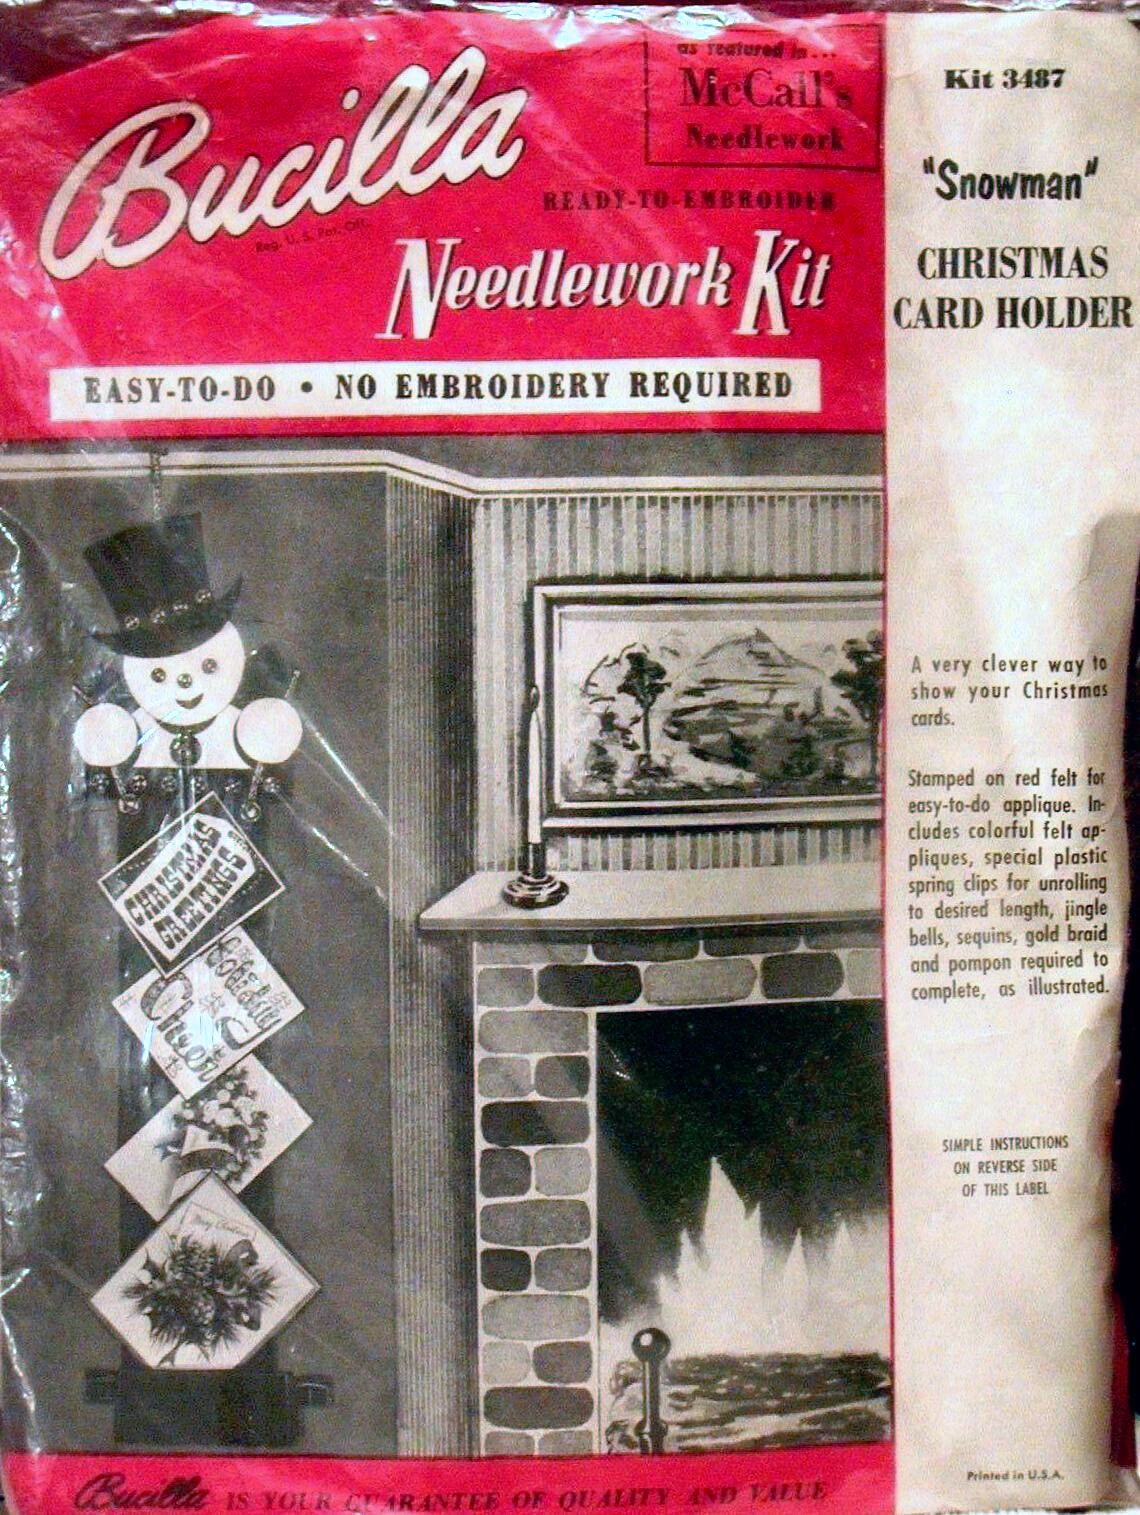 Bucilla
Reg. U. S. Pat. Off.
as featured in...
McCall's
Needlework
READY-TO-EMBROIDER
Needlework Kit
EASY-TO-DO • NO EMBROIDERY REQUIRED
Kit 3487
"Snowman"
CHRISTMAS
CARD HOLDER
A very clever way to
show your Christmas
cards.
Stamped on red felt for
easy-to-do applique. In-
cludes colorful felt ap-
pliques, special plastic
spring clips for unrolling
to desired length, jingle
bells, sequins, gold braid
and pompon required to
complete, as illustrated.
SIMPLE INSTRUCTIONS
ON REVERSE SIDE
OF THIS LABEL
Printed in U.S.A.
CHRISTMAS
GREETINGS
Bucilla IS YOUR GUARANTEE OF QUALITY AND VALUE